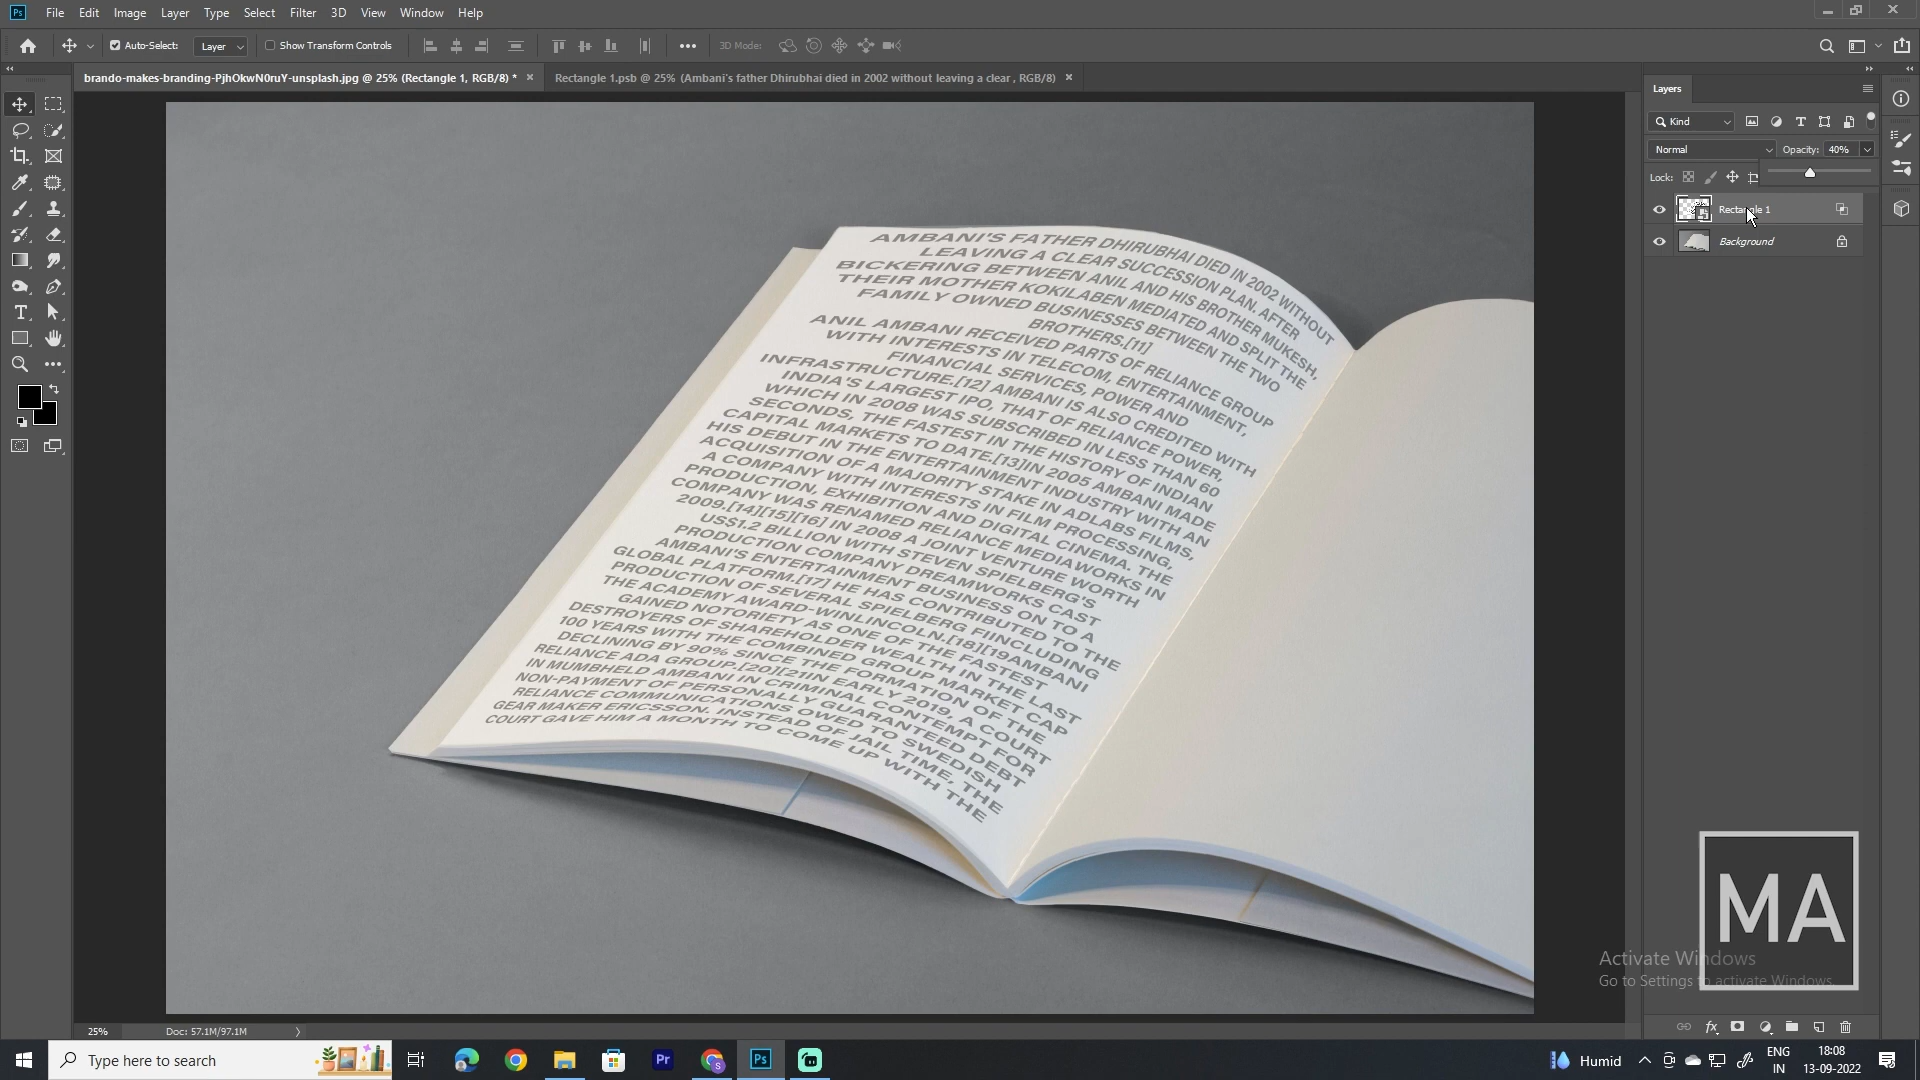 Ps File Edit Image Layer Type Select Filter 3D View Window Help
Auto-Select: Layer Show Transform Controls 3D Mode:
brando-makes-branding-PjhOkwN0ruY-unsplash.jpg @ 25% (Rectangle 1, RGB/8) * × Rectangle 1.psb @ 25% (Ambani's father Dhirubhai died in 2002 without leaving a clear , RGB/8) ×
Layers
Kind
Normal Opacity: 40%
Lock:
Rectangle 1
Background
AMBANI'S FATHER DHIRUBHAI DIED IN 2002 WITHOUT
LEAVING A CLEAR SUCCESSION PLAN. AFTER
BICKERING BETWEEN ANIL AND HIS BROTHER MUKESH,
THEIR MOTHER KOKILABEN MEDIATED AND SPLIT THE
FAMILY OWNED BUSINESSES BETWEEN THE TWO
BROTHERS.[11]
ANIL AMBANI RECEIVED PARTS OF RELIANCE GROUP
WITH INTERESTS IN TELECOM, ENTERTAINMENT,
FINANCIAL SERVICES, POWER AND
INFRASTRUCTURE.[12] AMBANI IS ALSO CREDITED WITH
INDIA'S LARGEST IPO, THAT OF RELIANCE POWER,
WHICH IN 2008 WAS SUBSCRIBED IN LESS THAN 60
SECONDS, THE FASTEST IN THE HISTORY OF INDIAN
CAPITAL MARKETS TO DATE.[13]IN 2005 AMBANI MADE
HIS DEBUT IN THE ENTERTAINMENT INDUSTRY WITH AN
ACQUISITION OF A MAJORITY STAKE IN ADLABS FILMS,
A COMPANY WITH INTERESTS IN FILM PROCESSING,
PRODUCTION, EXHIBITION AND DIGITAL CINEMA. THE
COMPANY WAS RENAMED RELIANCE MEDIAWORKS IN
2009.[14][15][16] IN 2008 A JOINT VENTURE WORTH
US$1.2 BILLION WITH STEVEN SPIELBERG'S
PRODUCTION COMPANY DREAMWORKS CAST
AMBANI'S ENTERTAINMENT BUSINESS ON TO A
GLOBAL PLATFORM.[17] HE HAS CONTRIBUTED TO THE
PRODUCTION OF SEVERAL SPIELBERG FIINCLUDING
THE ACADEMY AWARD-WINLINCOLN.[18][19AMBANI
GAINED NOTORIETY AS ONE OF THE FASTEST
DESTROYERS OF SHAREHOLDER WEALTH IN THE LAST
100 YEARS WITH THE COMBINED GROUP MARKET CAP
DECLINING BY 90% SINCE THE FORMATION OF THE
RELIANCE ADA GROUP.[20][21IN EARLY 2019, A COURT
IN MUMBHELD AMBANI IN CRIMINAL CONTEMPT FOR
NON-PAYMENT OF PERSONALLY GUARANTEED DEBT
RELIANCE COMMUNICATIONS OWED TO SWEDISH
GEAR MAKER ERICSSON. INSTEAD OF JAIL TIME, THE
COURT GAVE HIM A MONTH TO COME UP WITH THE
MA
Activate Windows
Go to Settings to activate Windows.
25% Doc: 57.1M/97.1M
Type here to search
Pr Ps
Humid
ENG
IN
18:08
13-09-2022